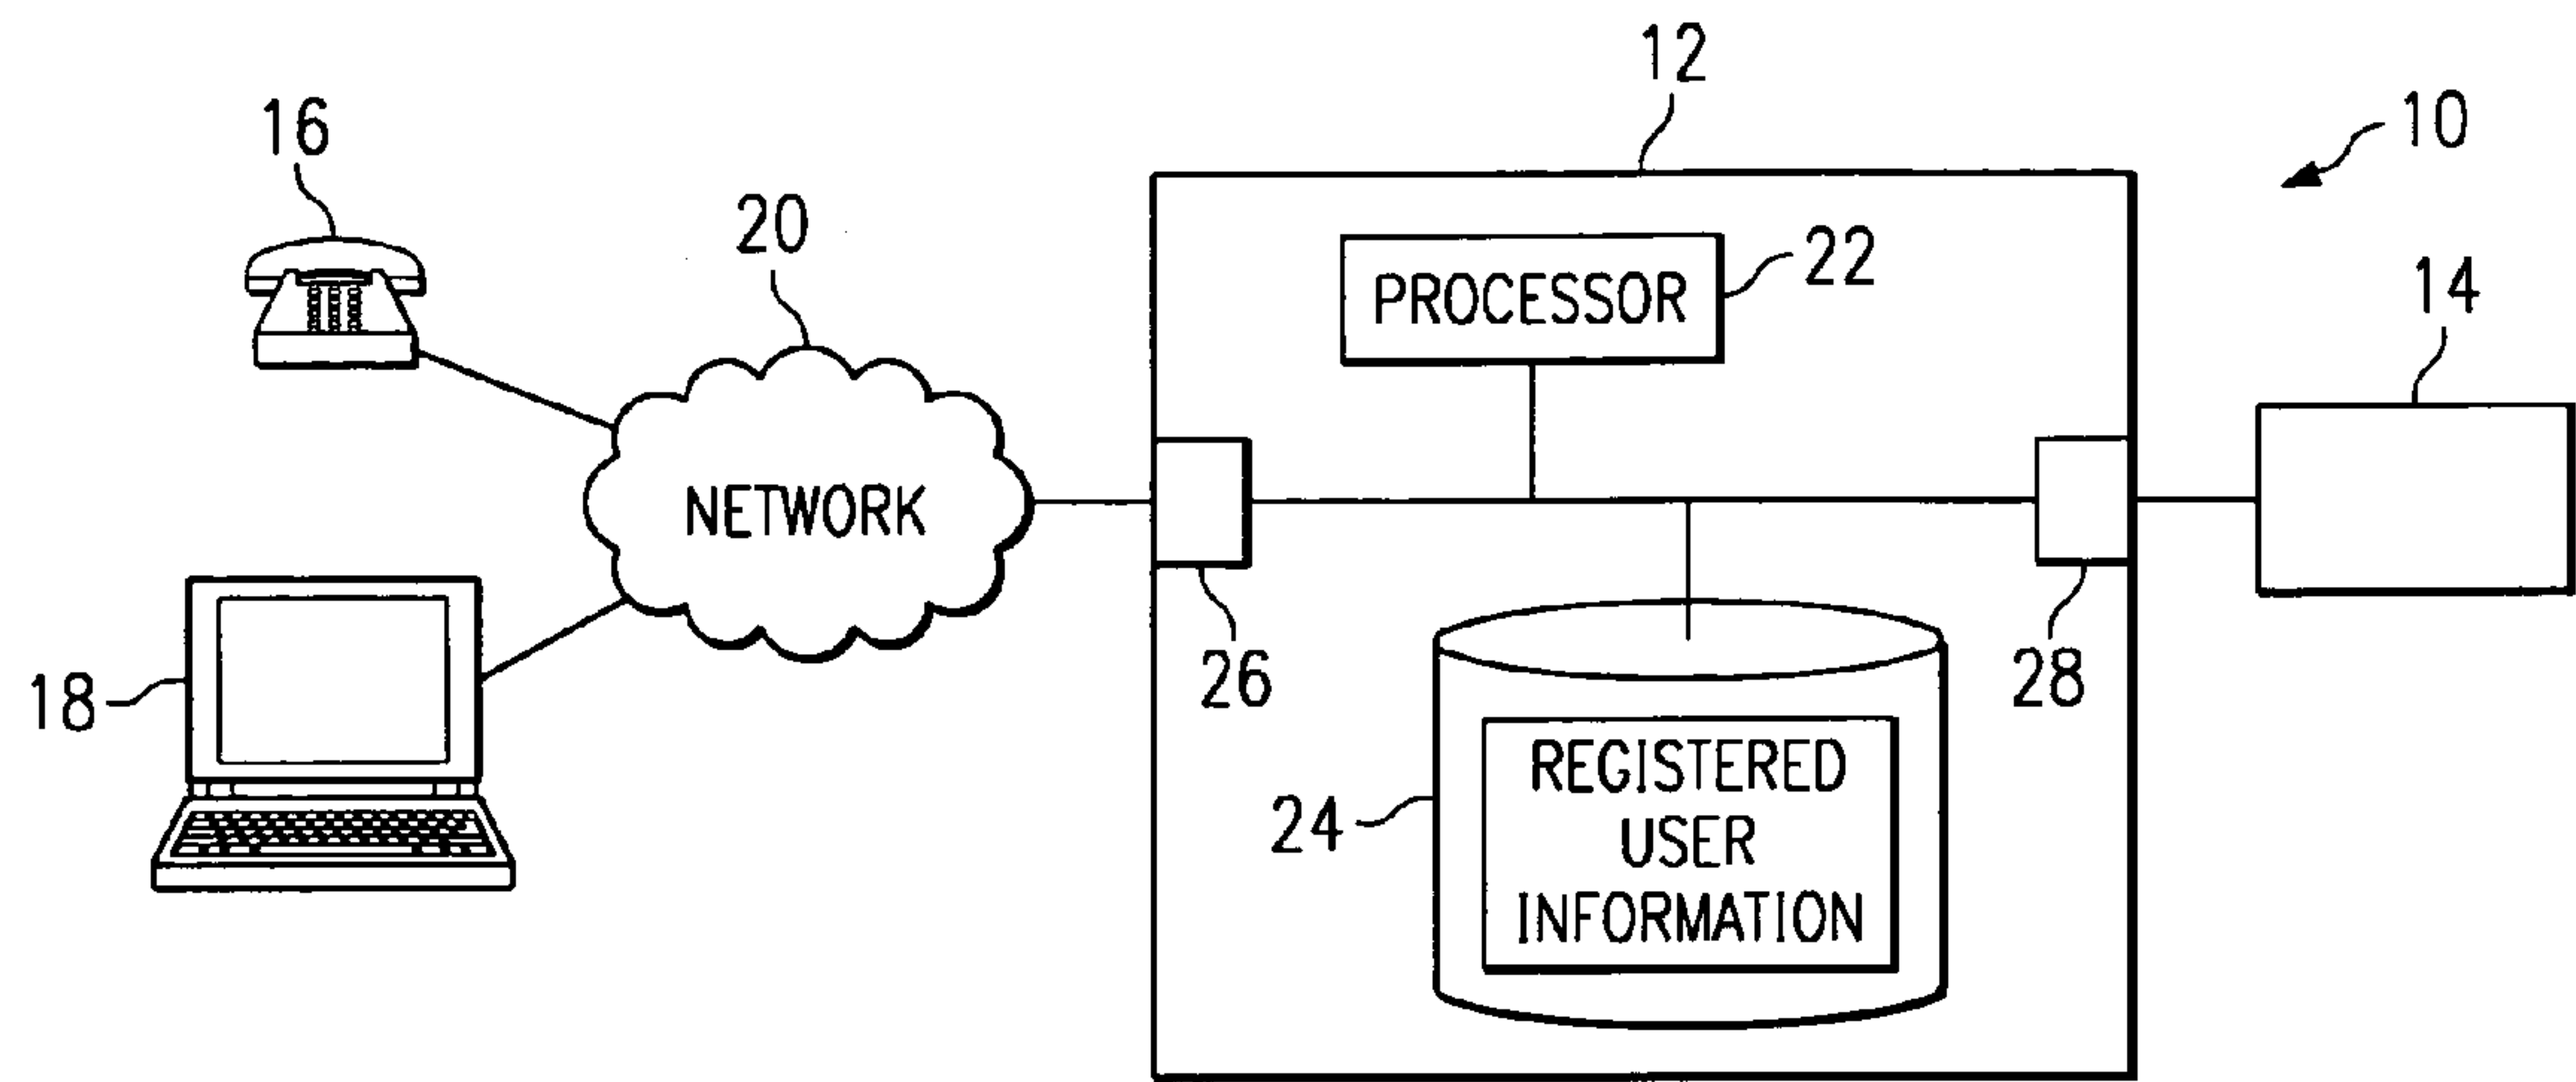 12
10
16
20
PROCESSOR
22
14
NETWORK
26
28
18
REGISTERED
USER
INFORMATION
24